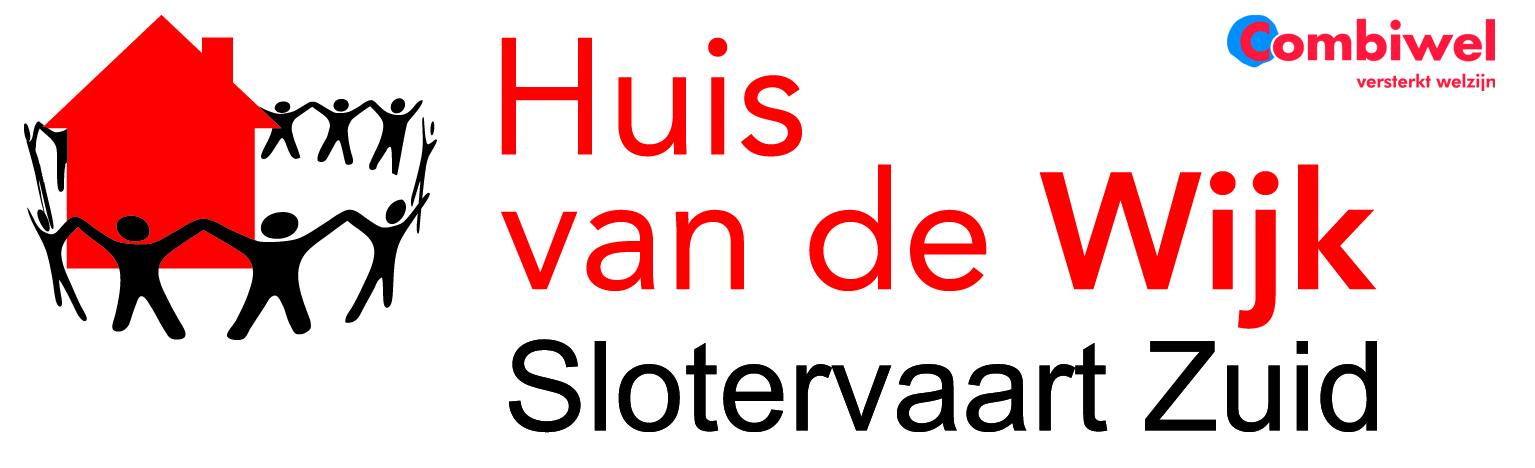 Huis
van de Wijk
Slotervaart Zuid
Combiwel
versterkt welzijn